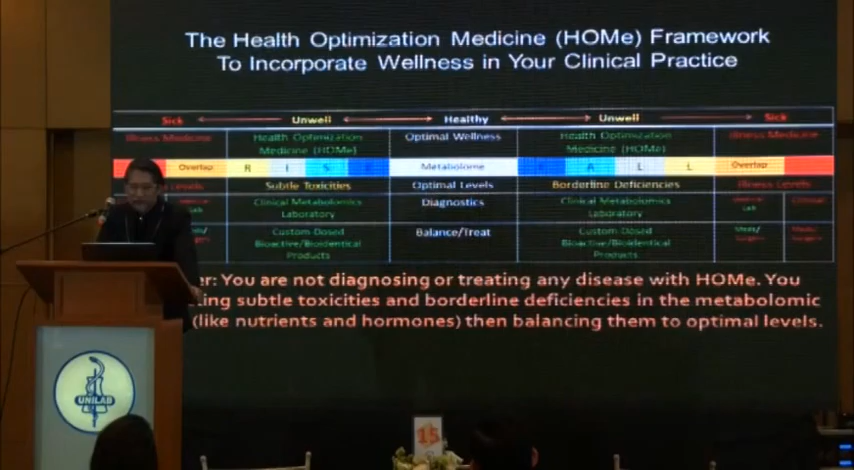 The Health Optimization Medicine (HOMe) Framework
To Incorporate Wellness in Your Clinical Practice
Sick Unwell Healthy Unwell Sick
Illness Medicine Health Optimization Medicine (HOMe) Optimal Wellness Health Optimization Medicine (HOMe) Illness Medicine
Overlap R I S E Metabolome F A L L Overlap
Levels Subtle Toxicities Optimal Levels Borderline Deficiencies Illness Levels
Lab Clinical Metabolomics Laboratory Diagnostics Clinical Metabolomics Laboratory Lab
Custom-Dosed Bioactive/Bioidentical Products Balance/Treat Custom-Dosed Bioactive/Bioidentical Products
er: You are not diagnosing or treating any disease with HOMe. You
ing subtle toxicities and borderline deficiencies in the metabolomic
(like nutrients and hormones) then balancing them to optimal levels.
UNILAB
15